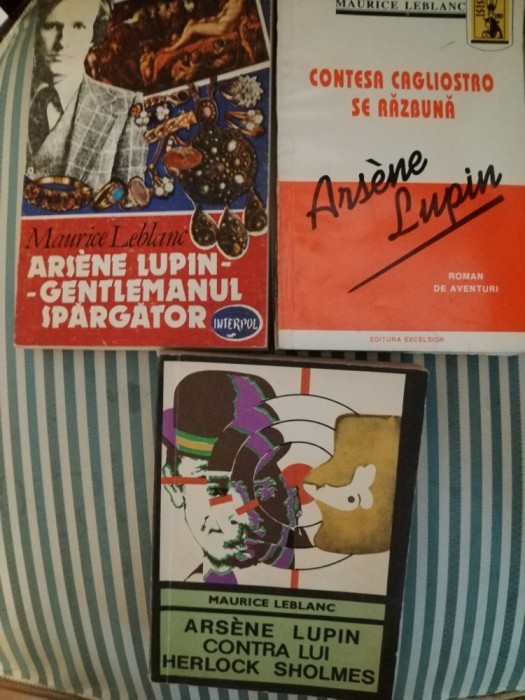 Maurice Leblanc
ARSÈNE LUPIN-
-GENTLEMANUL
SPĂRGĂTOR
INTERPOL
MAURICE LEBLANC
ISIS
CONTESA CAGLIOSTRO
SE RĂZBUNĂ
Arsène
Lupin
ROMAN
DE AVENTURI
EDITURA EXCELSIOR
MAURICE LEBLANC
ARSÈNE LUPIN
CONTRA LUI
HERLOCK SHOLMES